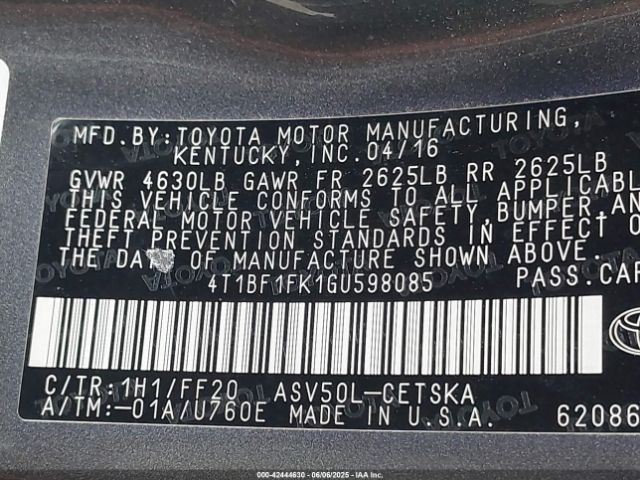 MFD. BY: TOYOTA MOTOR MANUFACTURING,
KENTUCKY, INC. 04/16
GVWR 4630LB GAWR FR 2625LB RR 2625LB
THIS VEHICLE CONFORMS TO ALL APPLICABL
FEDERAL MOTOR VEHICLE SAFETY, BUMPER, AN
THEFT PREVENTION STANDARDS IN EFFECT O
THE DAT OF MANUFACTURE SHOWN ABOVE.
4T1BF1FK1GU598085 PASS.CAR
C/TR: 1H1/FF20 ASV50L-CETSKA
A/TM: -01A/U760E MADE IN U.S.A. 6208
000-42444630 - 06/06/2025 - IAA Inc.